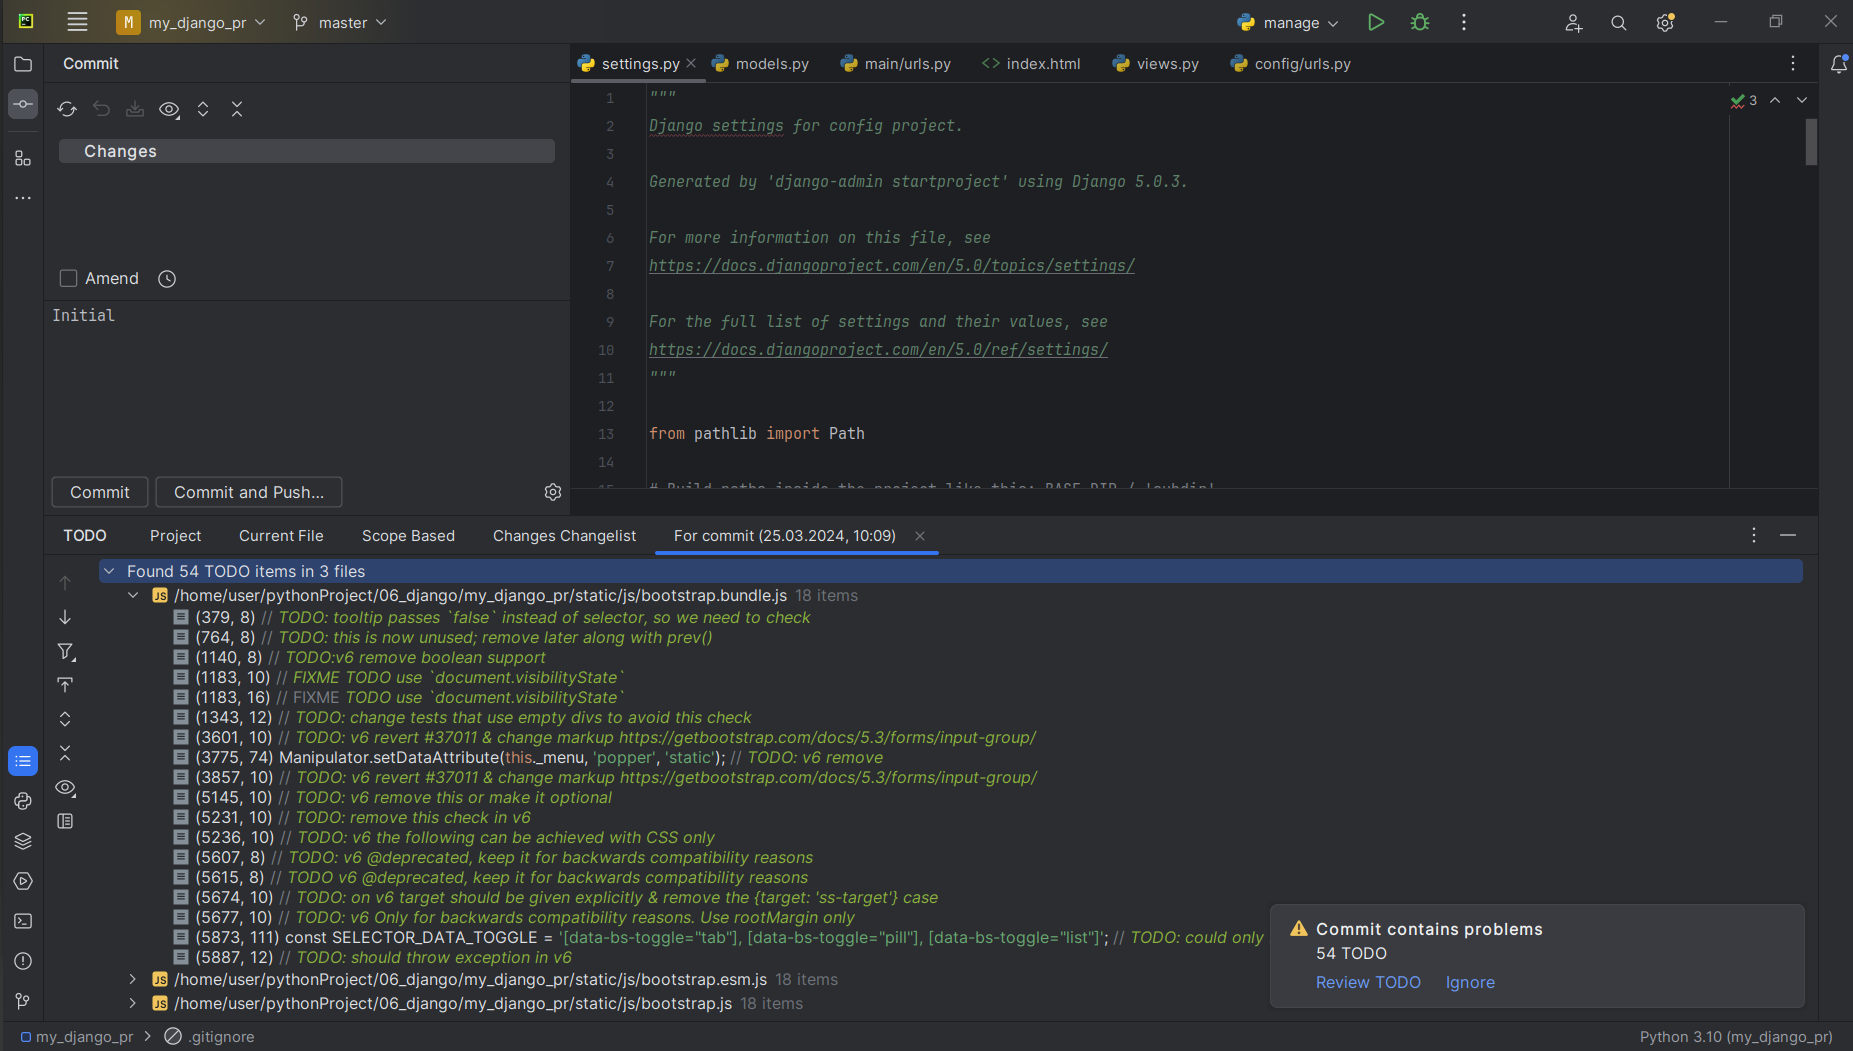 PC
M my_django_pr master manage
Commit
settings.py models.py main/urls.py <> index.html views.py config/urls.py
Changes
Amend
Initial
Commit Commit and Push...
3
1 """
2 Django settings for config project.
3
4 Generated by 'django-admin startproject' using Django 5.0.3.
5
6 For more information on this file, see
7 https://docs.djangoproject.com/en/5.0/topics/settings/
8
9 For the full list of settings and their values, see
10 https://docs.djangoproject.com/en/5.0/ref/settings/
11 """
12
13 from pathlib import Path
14
15 # Build paths inside the project like this: BASE_DIR / 'subdir'.
TODO Project Current File Scope Based Changes Changelist For commit (25.03.2024, 10:09)
Found 54 TODO items in 3 files
JS /home/user/pythonProject/06_django/my_django_pr/static/js/bootstrap.bundle.js 18 items
(379, 8) // TODO: tooltip passes `false` instead of selector, so we need to check
(764, 8) // TODO: this is now unused; remove later along with prev()
(1140, 8) // TODO:v6 remove boolean support
(1183, 10) // FIXME TODO use `document.visibilityState`
(1183, 16) // FIXME TODO use `document.visibilityState`
(1343, 12) // TODO: change tests that use empty divs to avoid this check
(3601, 10) // TODO: v6 revert #37011 & change markup https://getbootstrap.com/docs/5.3/forms/input-group/
(3775, 74) Manipulator.setDataAttribute(this._menu, 'popper', 'static'); // TODO: v6 remove
(3857, 10) // TODO: v6 revert #37011 & change markup https://getbootstrap.com/docs/5.3/forms/input-group/
(5145, 10) // TODO: v6 remove this or make it optional
(5231, 10) // TODO: remove this check in v6
(5236, 10) // TODO: v6 the following can be achieved with CSS only
(5607, 8) // TODO: v6 @deprecated, keep it for backwards compatibility reasons
(5615, 8) // TODO v6 @deprecated, keep it for backwards compatibility reasons
(5674, 10) // TODO: on v6 target should be given explicitly & remove the {target: 'ss-target'} case
(5677, 10) // TODO: v6 Only for backwards compatibility reasons. Use rootMargin only
(5873, 111) const SELECTOR_DATA_TOGGLE = '[data-bs-toggle="tab"], [data-bs-toggle="pill"], [data-bs-toggle="list"]'; // TODO: could only
(5887, 12) // TODO: should throw exception in v6
JS /home/user/pythonProject/06_django/my_django_pr/static/js/bootstrap.esm.js 18 items
JS /home/user/pythonProject/06_django/my_django_pr/static/js/bootstrap.js 18 items
Commit contains problems
54 TODO
Review TODO Ignore
my_django_pr > .gitignore
Python 3.10 (my_django_pr)